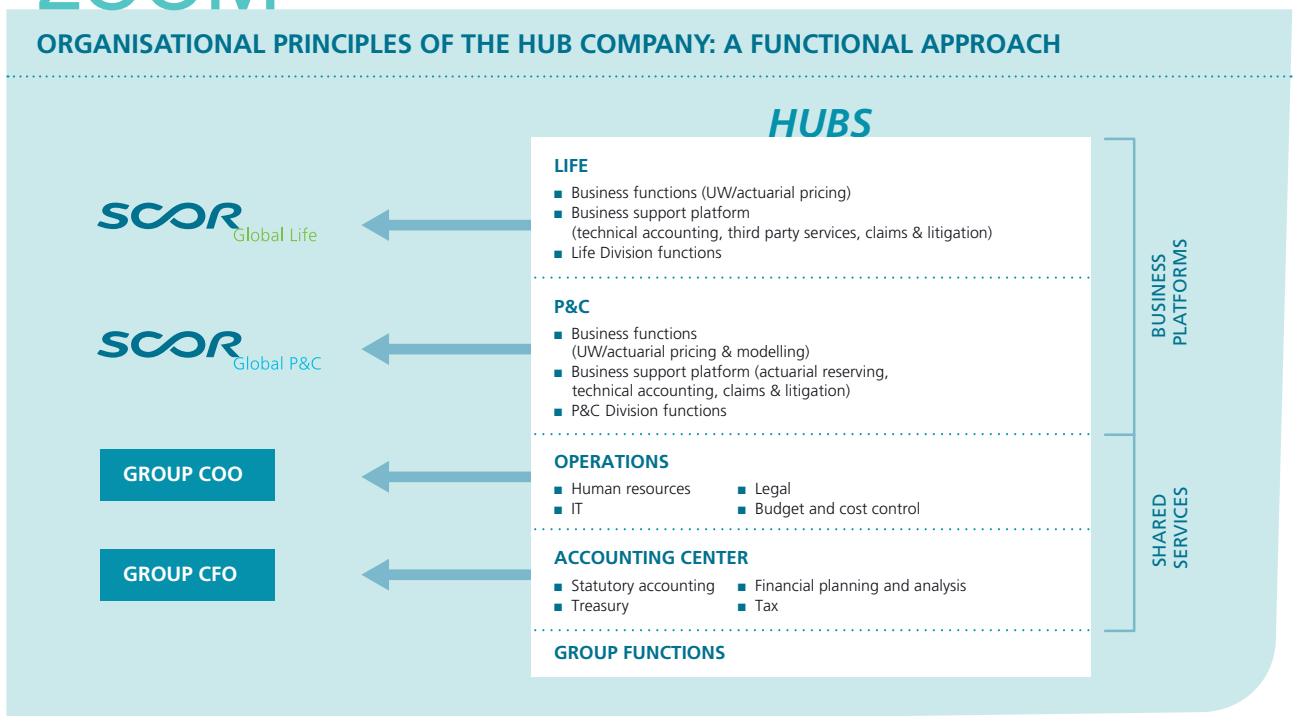 ZOOM
ORGANISATIONAL PRINCIPLES OF THE HUB COMPANY: A FUNCTIONAL APPROACH
HUBS
SCOR
Global Life
LIFE
■ Business functions (UW/actuarial pricing)
■ Business support platform
(technical accounting, third party services, claims & litigation)
■ Life Division functions
SCOR
Global P&C
P&C
■ Business functions
(UW/actuarial pricing & modelling)
■ Business support platform (actuarial reserving,
technical accounting, claims & litigation)
■ P&C Division functions
BUSINESS
PLATFORMS
GROUP COO
OPERATIONS
■ Human resources ■ Legal
■ IT ■ Budget and cost control
GROUP CFO
ACCOUNTING CENTER
■ Statutory accounting ■ Financial planning and analysis
■ Treasury ■ Tax
SHARED
SERVICES
GROUP FUNCTIONS